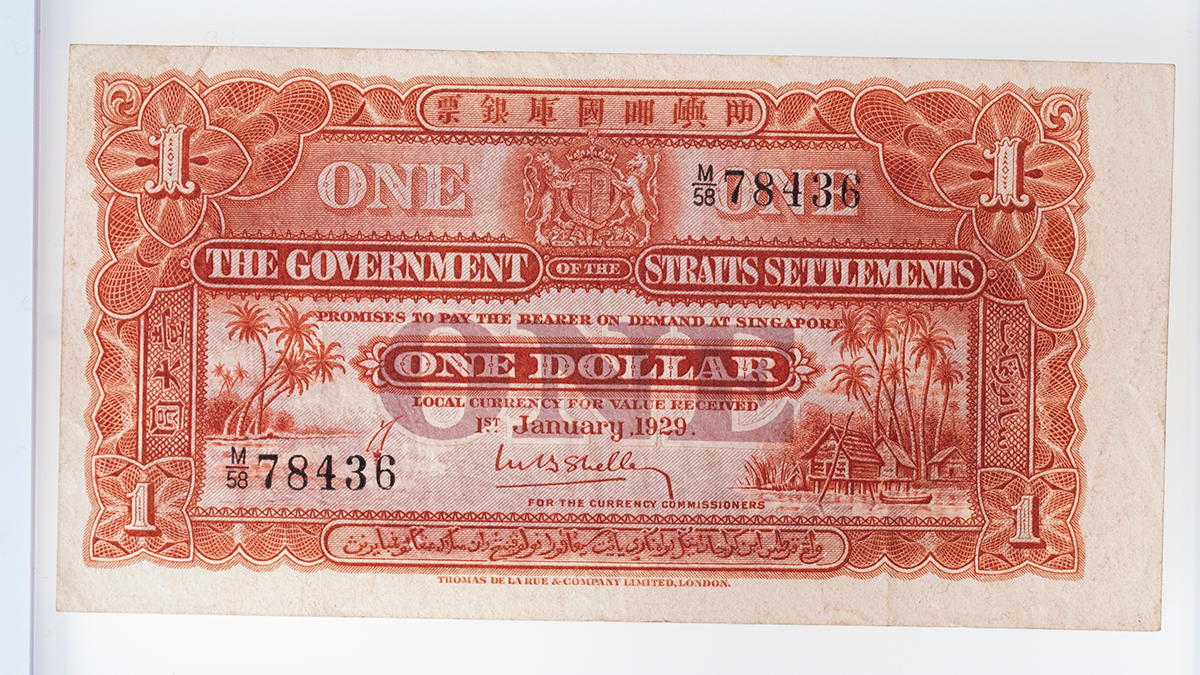 票銀庫國㕫嶼叻
1 1
ONE ONE
M/58 78436
THE GOVERNMENT OF THE STRAITS SETTLEMENTS
PROMISES TO PAY THE BEARER ON DEMAND AT SINGAPORE
ONE
ONE DOLLAR
LOCAL CURRENCY FOR VALUE RECEIVED
1ST January, 1929.
M/58 78436
FOR THE CURRENCY COMMISSIONERS
壹大員
1 1
THOMAS DE LA RUE & COMPANY LIMITED, LONDON.